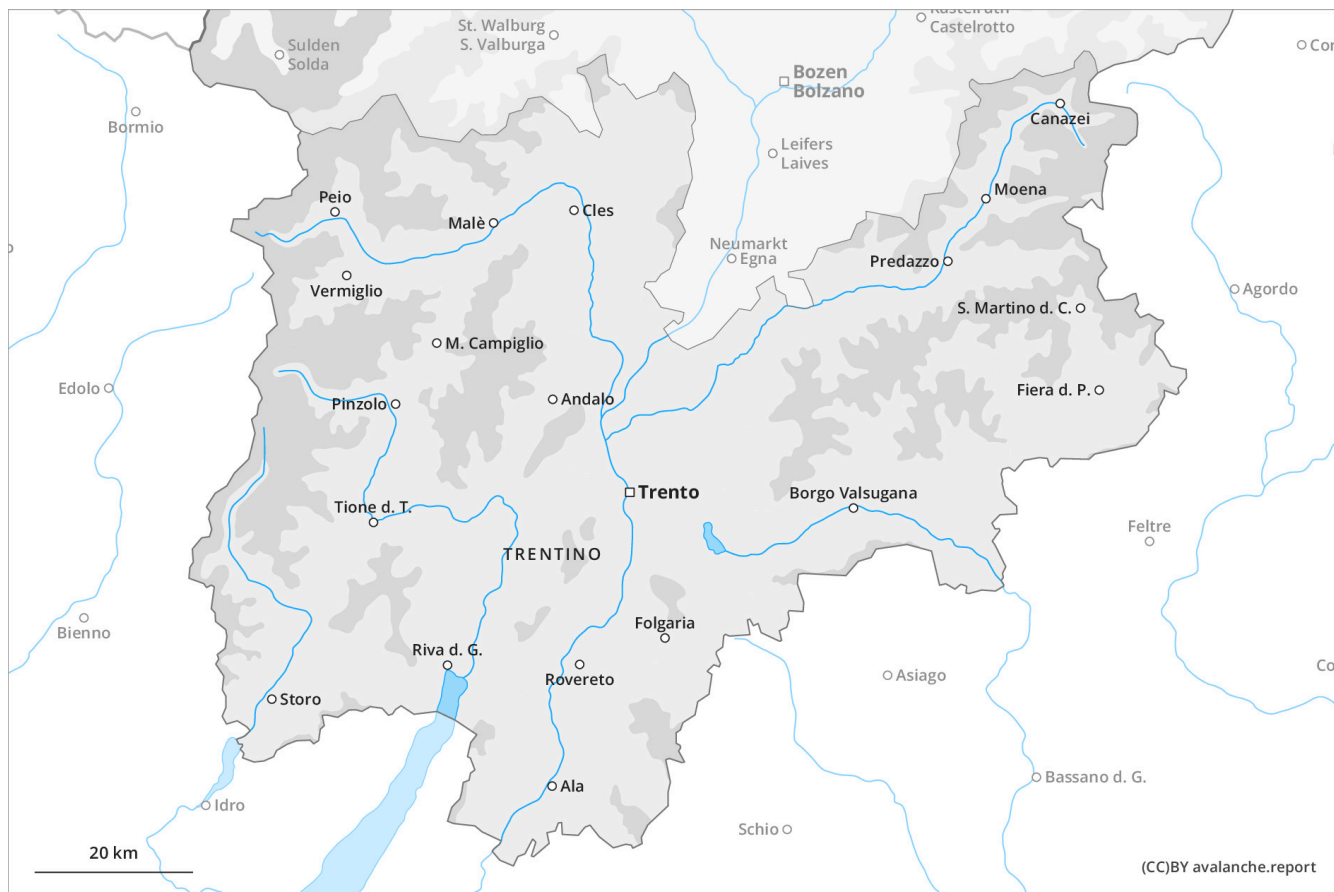 Kastelruth
Castelrotto
St. Walburg
S. Valburga
Sulden
Solda
Bozen
Bolzano
Bormio
Canazei
Leifers
Laives
Moena
Peio
Malè
Cles
Neumarkt
Egna
Predazzo
Vermiglio
Agordo
S. Martino d. C.
M. Campiglio
Edolo
Pinzolo
Andalo
Fiera d. P.
Trento
Borgo Valsugana
Tione d. T.
Feltre
TRENTINO
Bienno
Folgaria
Riva d. G.
Rovereto
Asiago
Storo
Bassano d. G.
Ala
Idro
Schio
20 km
(CC)BY avalanche.report